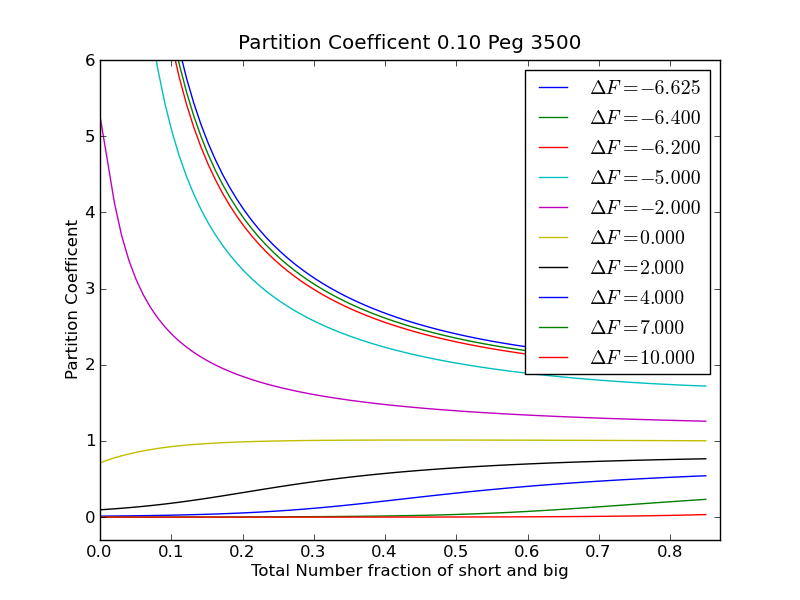 Partition Coefficent 0.10 Peg 3500
6
5
4
3
2
1
0
Partition Coefficent
ΔF = −6.625
ΔF = −6.400
ΔF = −6.200
ΔF = −5.000
ΔF = −2.000
ΔF = 0.000
ΔF = 2.000
ΔF = 4.000
ΔF = 7.000
ΔF = 10.000
0.0 0.1 0.2 0.3 0.4 0.5 0.6 0.7 0.8
Total Number fraction of short and big